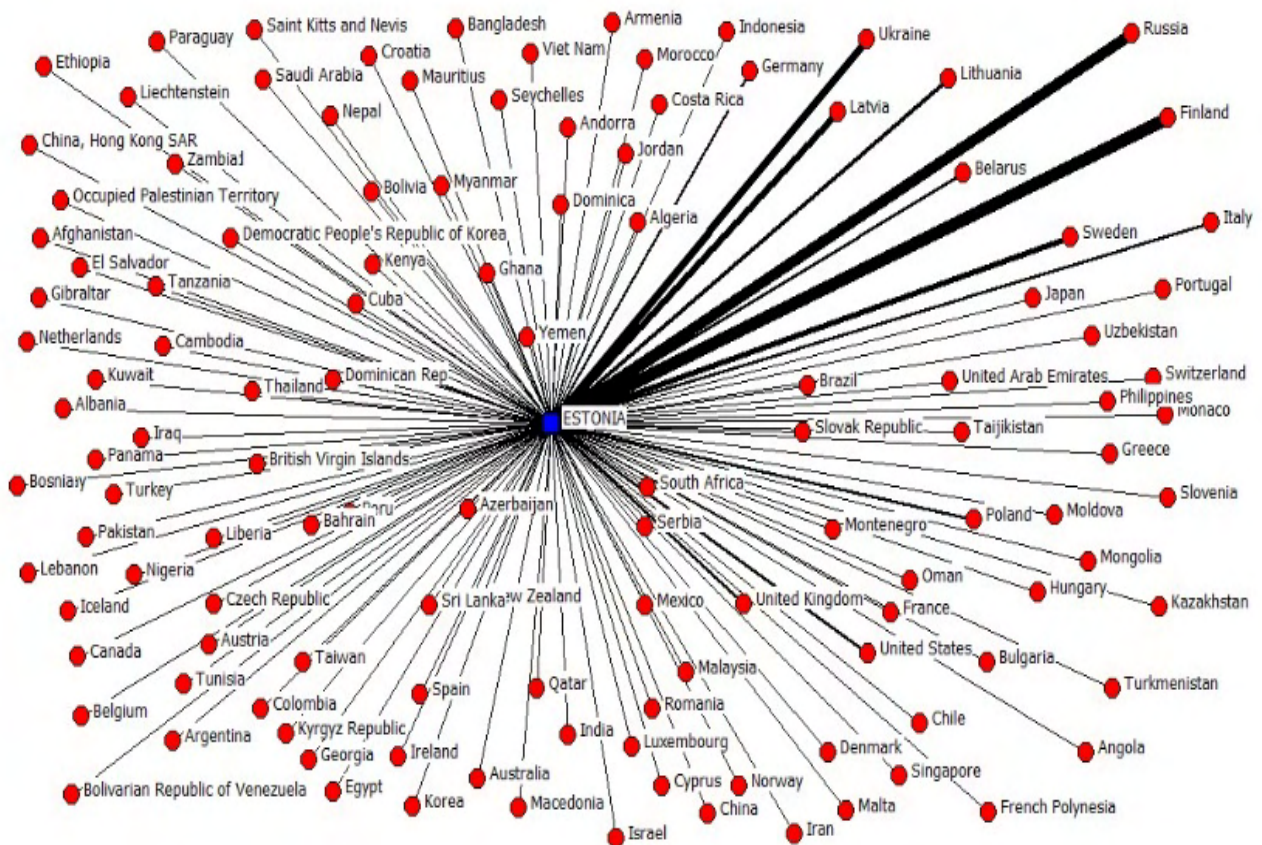 Saint Kitts and Nevis
Bangladesh
Armenia
Indonesia
Ukraine
Russia
Paraguay
Croatia
Viet Nam
Morocco
Germany
Lithuania
Ethiopia
Saudi Arabia
Mauritius
Liechtenstein
Seychelles
Costa Rica
Latvia
Finland
Nepal
Andorra
China, Hong Kong SAR
Jordan
Zambia
Belarus
Occupied Palestinian Territory
Bolivia
Myanmar
Dominica
Algeria
Italy
Afghanistan
Democratic People's Republic of Korea
Sweden
El Salvador
Kenya
Ghana
Tanzania
Portugal
Gibraltar
Cuba
Japan
Netherlands
Cambodia
Yemen
Uzbekistan
Kuwait
Thailand
Dominican Rep
Brazil
United Arab Emirates
Switzerland
Albania
Philippines
Monaco
ESTONIA
Iraq
Slovak Republic
Taijikistan
Panama
British Virgin Islands
Greece
Bosnia
Turkey
South Africa
Slovenia
Azerbaijan
Poland
Moldova
Pakistan
Liberia
Bahrain
Serbia
Montenegro
Lebanon
Nigeria
Mongolia
Oman
Hungary
Iceland
Czech Republic
Sri Lanka
Zealand
Mexico
United Kingdom
France
Kazakhstan
Canada
Austria
Taiwan
United States
Tunisia
Spain
Qatar
Malaysia
Bulgaria
Turkmenistan
Belgium
Colombia
Romania
Argentina
Kyrgyz Republic
India
Chile
Georgia
Ireland
Luxembourg
Denmark
Angola
Bolivarian Republic of Venezuela
Egypt
Australia
Cyprus
Norway
Singapore
Korea
Macedonia
China
Malta
French Polynesia
Israel
Iran